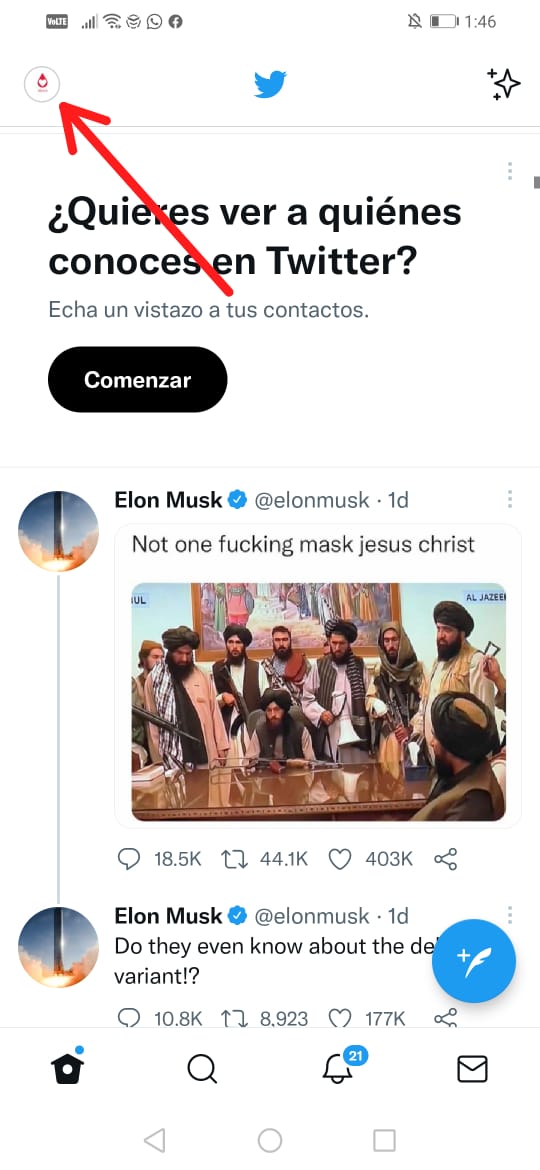 VoLTE
1:46
¿Quieres ver a quiénes
conoces en Twitter?
Echa un vistazo a tus contactos.
Comenzar
Elon Musk @elonmusk · 1d
Not one fucking mask jesus christ
UL
AL JAZEE
18.5K 44.1K 403K
Elon Musk @elonmusk · 1d
Do they even know about the de
variant!?
10.8K 8,923 177K
21